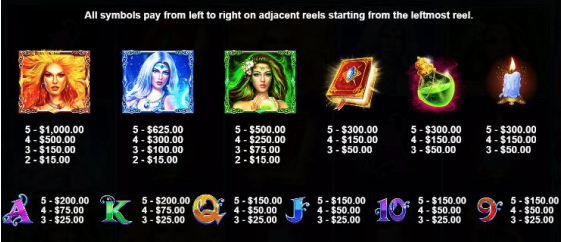 All symbols pay from left to right on adjacent reels starting from the leftmost reel.
5 - $1,000.00
4 - $500.00
3 - $150.00
2 - $15.00
5 - $625.00
4 - $300.00
3 - $100.00
2 - $15.00
5 - $500.00
4 - $250.00
3 - $75.00
2 - $15.00
5 - $300.00
4 - $150.00
3 - $50.00
5 - $300.00
4 - $150.00
3 - $50.00
5 - $300.00
4 - $150.00
3 - $50.00
A
5 - $200.00
4 - $75.00
3 - $25.00
K
5 - $200.00
4 - $75.00
3 - $25.00
Q
5 - $150.00
4 - $50.00
3 - $25.00
J
5 - $150.00
4 - $50.00
3 - $25.00
10
5 - $150.00
4 - $50.00
3 - $25.00
9
5 - $150.00
4 - $50.00
3 - $25.00